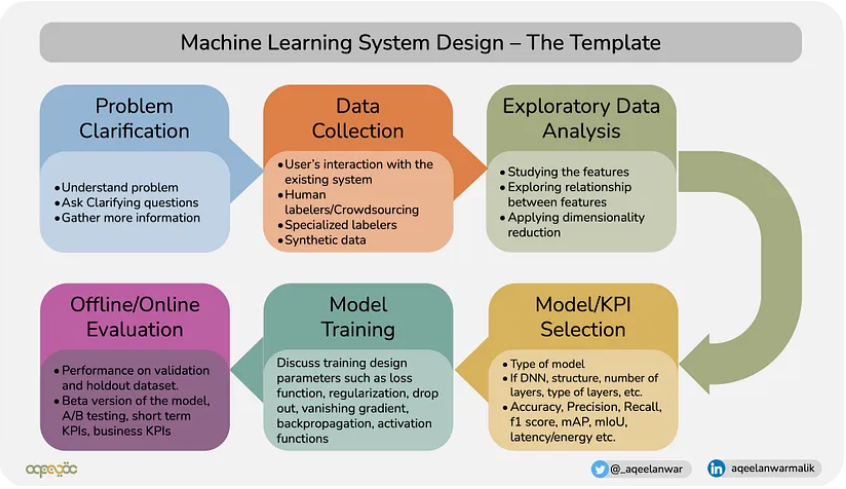 Machine Learning System Design – The Template
Problem
Clarification
•Understand problem
•Ask Clarifying questions
•Gather more information
Data
Collection
•User's interaction with the
existing system
•Human
labelers/Crowdsourcing
•Specialized labelers
•Synthetic data
Exploratory Data
Analysis
•Studying the features
•Exploring relationship
between features
•Applying dimensionality
reduction
Model/KPI
Selection
•Type of model
•If DNN, structure, number of
layers, type of layers, etc.
•Accuracy, Precision, Recall,
f1 score, mAP, mIoU,
latency/energy etc.
Model
Training
Discuss training design
parameters such as loss
function, regularization, drop
out, vanishing gradient,
backpropagation, activation
functions
Offline/Online
Evaluation
•Performance on validation
and holdout dataset.
•Beta version of the model,
A/B testing, short term
KPIs, business KPIs
@_aqeelanwar
in aqeelanwarmalik